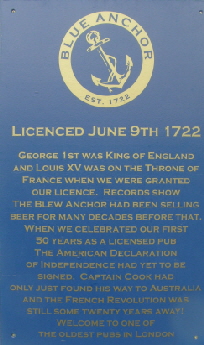 BLUE ANCHOR
EST. 1722
LICENCED JUNE 9TH 1722
GEORGE 1ST WAS KING OF ENGLAND
AND LOUIS XV WAS ON THE THRONE OF
FRANCE WHEN WE WERE GRANTED
OUR LICENCE. RECORDS SHOW
THE BLEW ANCHOR HAD BEEN SELLING
BEER FOR MANY DECADES BEFORE THAT.
WHEN WE CELEBRATED OUR FIRST
50 YEARS AS A LICENSED PUB
THE AMERICAN DECLARATION
OF INDEPENDENCE HAD YET TO BE
SIGNED. CAPTAIN COOK HAD
ONLY JUST FOUND HIS WAY TO AUSTRALIA
AND THE FRENCH REVOLUTION WAS
STILL SOME TWENTY YEARS AWAY!
WELCOME TO ONE OF
THE OLDEST PUBS IN LONDON